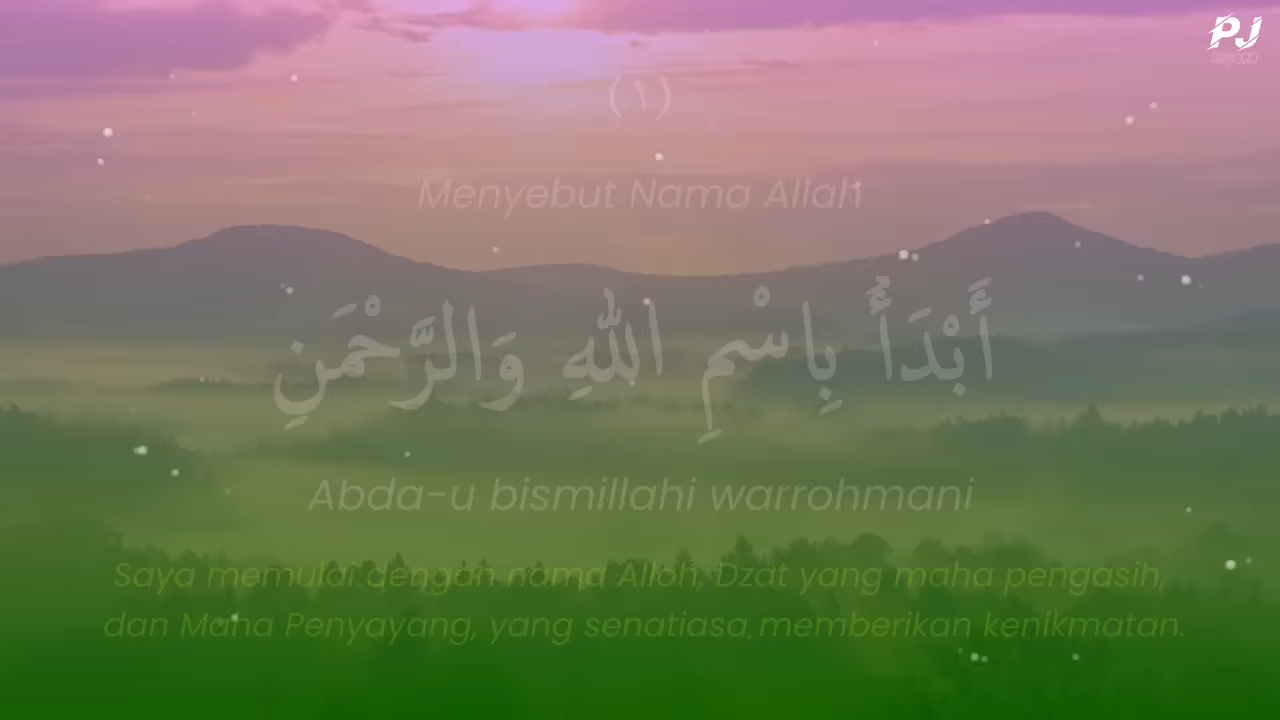 PJ
(١)
Menyebut Nama Allah
أَبْدَأُ بِاسْمِ اللهِ وَالرَّحْمَنِ
Abda-u bismillahi warrohmani
Saya memulai dengan nama Alloh, Dzat yang maha pengasih,
dan Maha Penyayang, yang senatiasa memberikan kenikmatan.